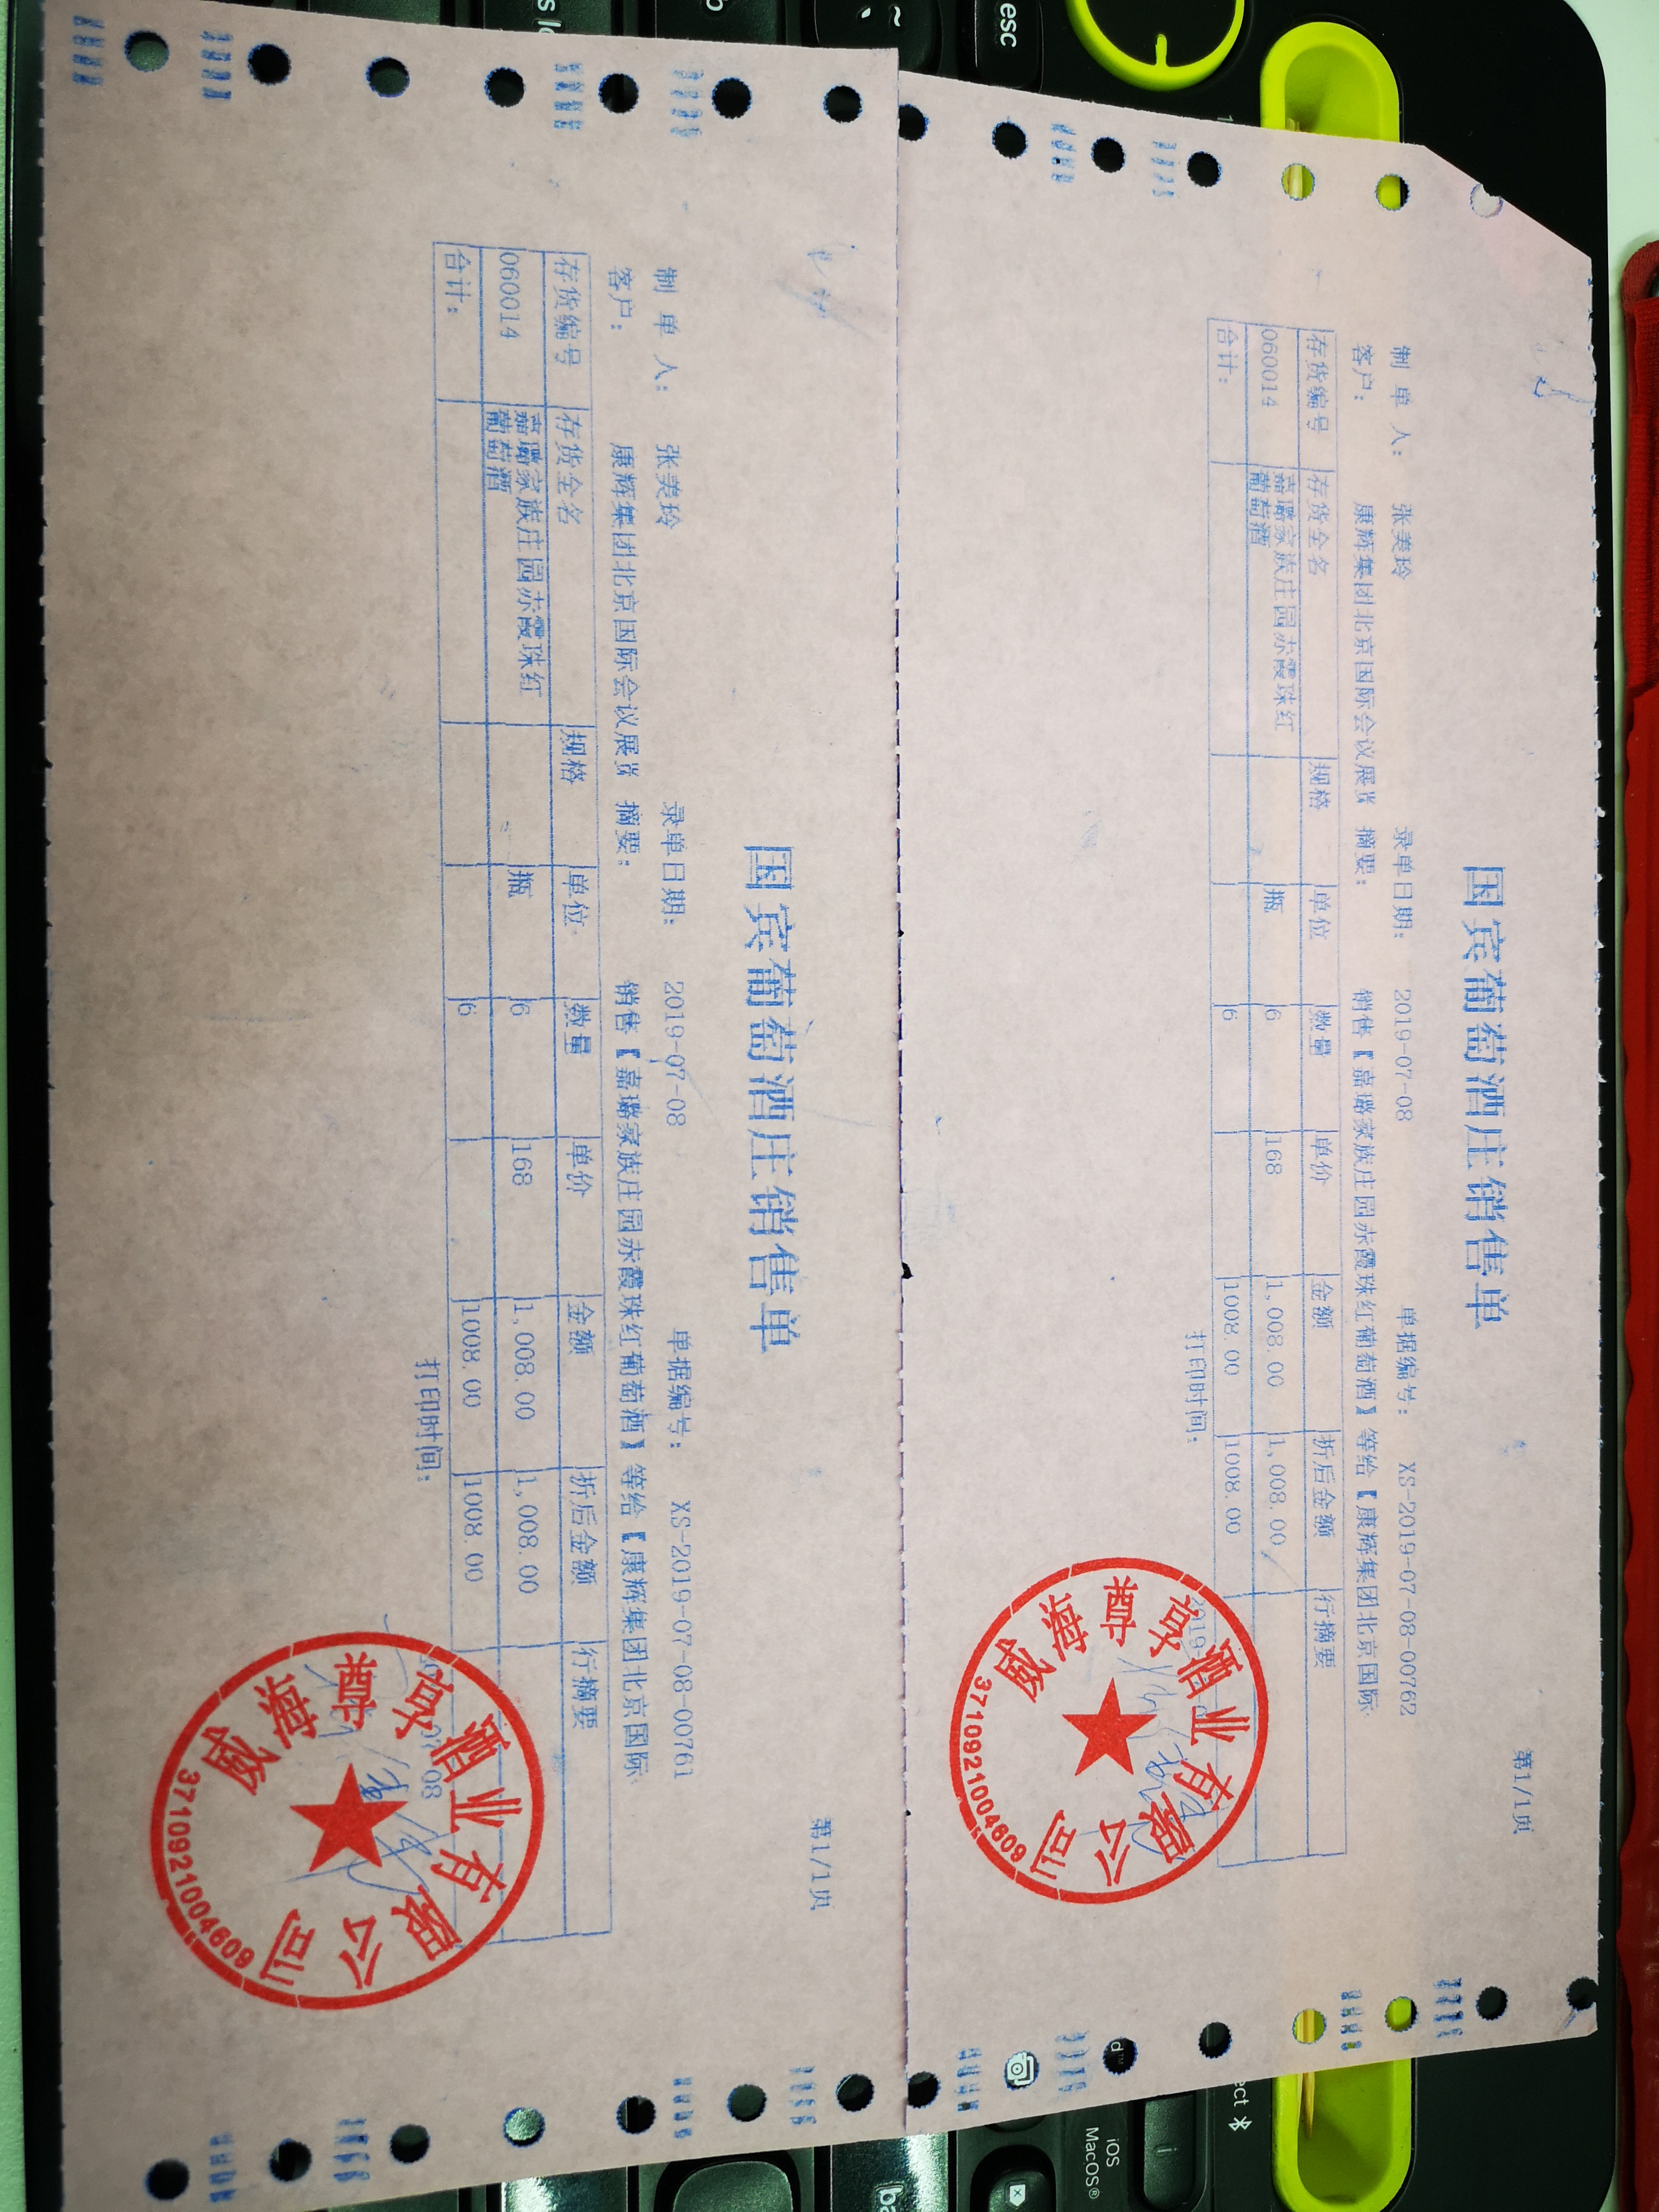 国宾葡萄酒庄销售单
第1/1页
制 单 人： 张美玲 录单日期： 2019-07-08 单据编号： XS-2019-07-08-00762
客户： 康辉集团北京国际会议展览 摘要： 销售【嘉璐家族庄园赤霞珠红葡萄酒】等给【康辉集团北京国际
存货编号 存货全名 规格 单位 数量 单价 金额 折后金额 行摘要
060014 嘉璐家族庄园赤霞珠红 瓶 6 168 1,008.00 1,008.00
葡萄酒
合计： 6 1008.00 1008.00
打印时间：
威海尊享酒业有限公司
3710921004609
国宾葡萄酒庄销售单
第1/1页
制 单 人： 张美玲 录单日期： 2019-07-08 单据编号： XS-2019-07-08-00761
客户： 康辉集团北京国际会议展览 摘要： 销售【嘉璐家族庄园赤霞珠红葡萄酒】等给【康辉集团北京国际
存货编号 存货全名 规格 单位 数量 单价 金额 折后金额 行摘要
060014 嘉璐家族庄园赤霞珠红 瓶 6 168 1,008.00 1,008.00
葡萄酒
合计： 6 1008.00 1008.00
打印时间：
威海尊享酒业有限公司
3710921004609
esc
iOS
MacOS®